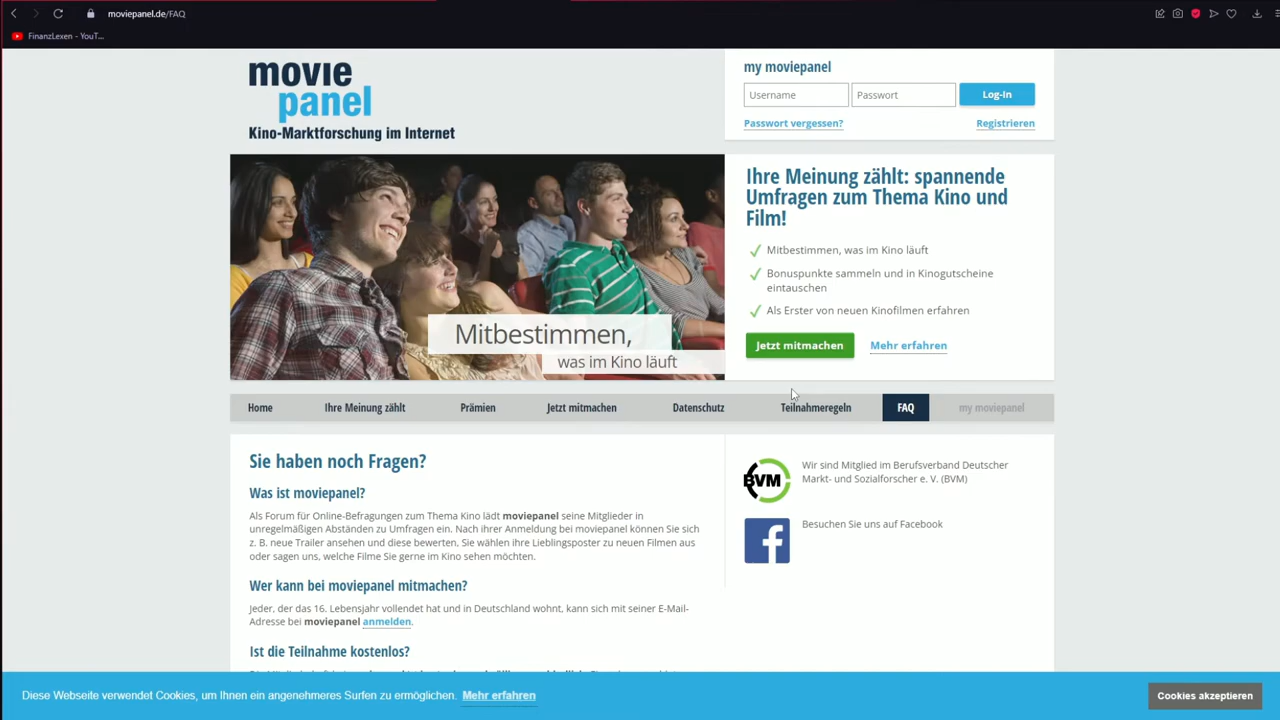 moviepanel.de/FAQ
FinanzLexen - YouT...
movie
panel
Kino-Marktforschung im Internet
my moviepanel
Username
Passwort
Log-In
Passwort vergessen?
Registrieren
Mitbestimmen,
was im Kino läuft
Ihre Meinung zählt: spannende
Umfragen zum Thema Kino und
Film!
Mitbestimmen, was im Kino läuft
Bonuspunkte sammeln und in Kinogutscheine
eintauschen
Als Erster von neuen Kinofilmen erfahren
Jetzt mitmachen
Mehr erfahren
Home
Ihre Meinung zählt
Prämien
Jetzt mitmachen
Datenschutz
Teilnahmeregeln
FAQ
my moviepanel
Sie haben noch Fragen?
Was ist moviepanel?
Als Forum für Online-Befragungen zum Thema Kino lädt moviepanel seine Mitglieder in
unregelmäßigen Abständen zu Umfragen ein. Nach ihrer Anmeldung bei moviepanel können Sie sich
z. B. neue Trailer ansehen und diese bewerten. Sie wählen ihre Lieblingsposter zu neuen Filmen aus
oder sagen uns, welche Filme Sie gerne im Kino sehen möchten.
Wer kann bei moviepanel mitmachen?
Jeder, der das 16. Lebensjahr vollendet hat und in Deutschland wohnt, kann sich mit seiner E-Mail-
Adresse bei moviepanel anmelden.
Ist die Teilnahme kostenlos?
BVM
Wir sind Mitglied im Berufsverband Deutscher
Markt- und Sozialforscher e. V. (BVM)
Besuchen Sie uns auf Facebook
Diese Webseite verwendet Cookies, um Ihnen ein angenehmeres Surfen zu ermöglichen. Mehr erfahren
Cookies akzeptieren